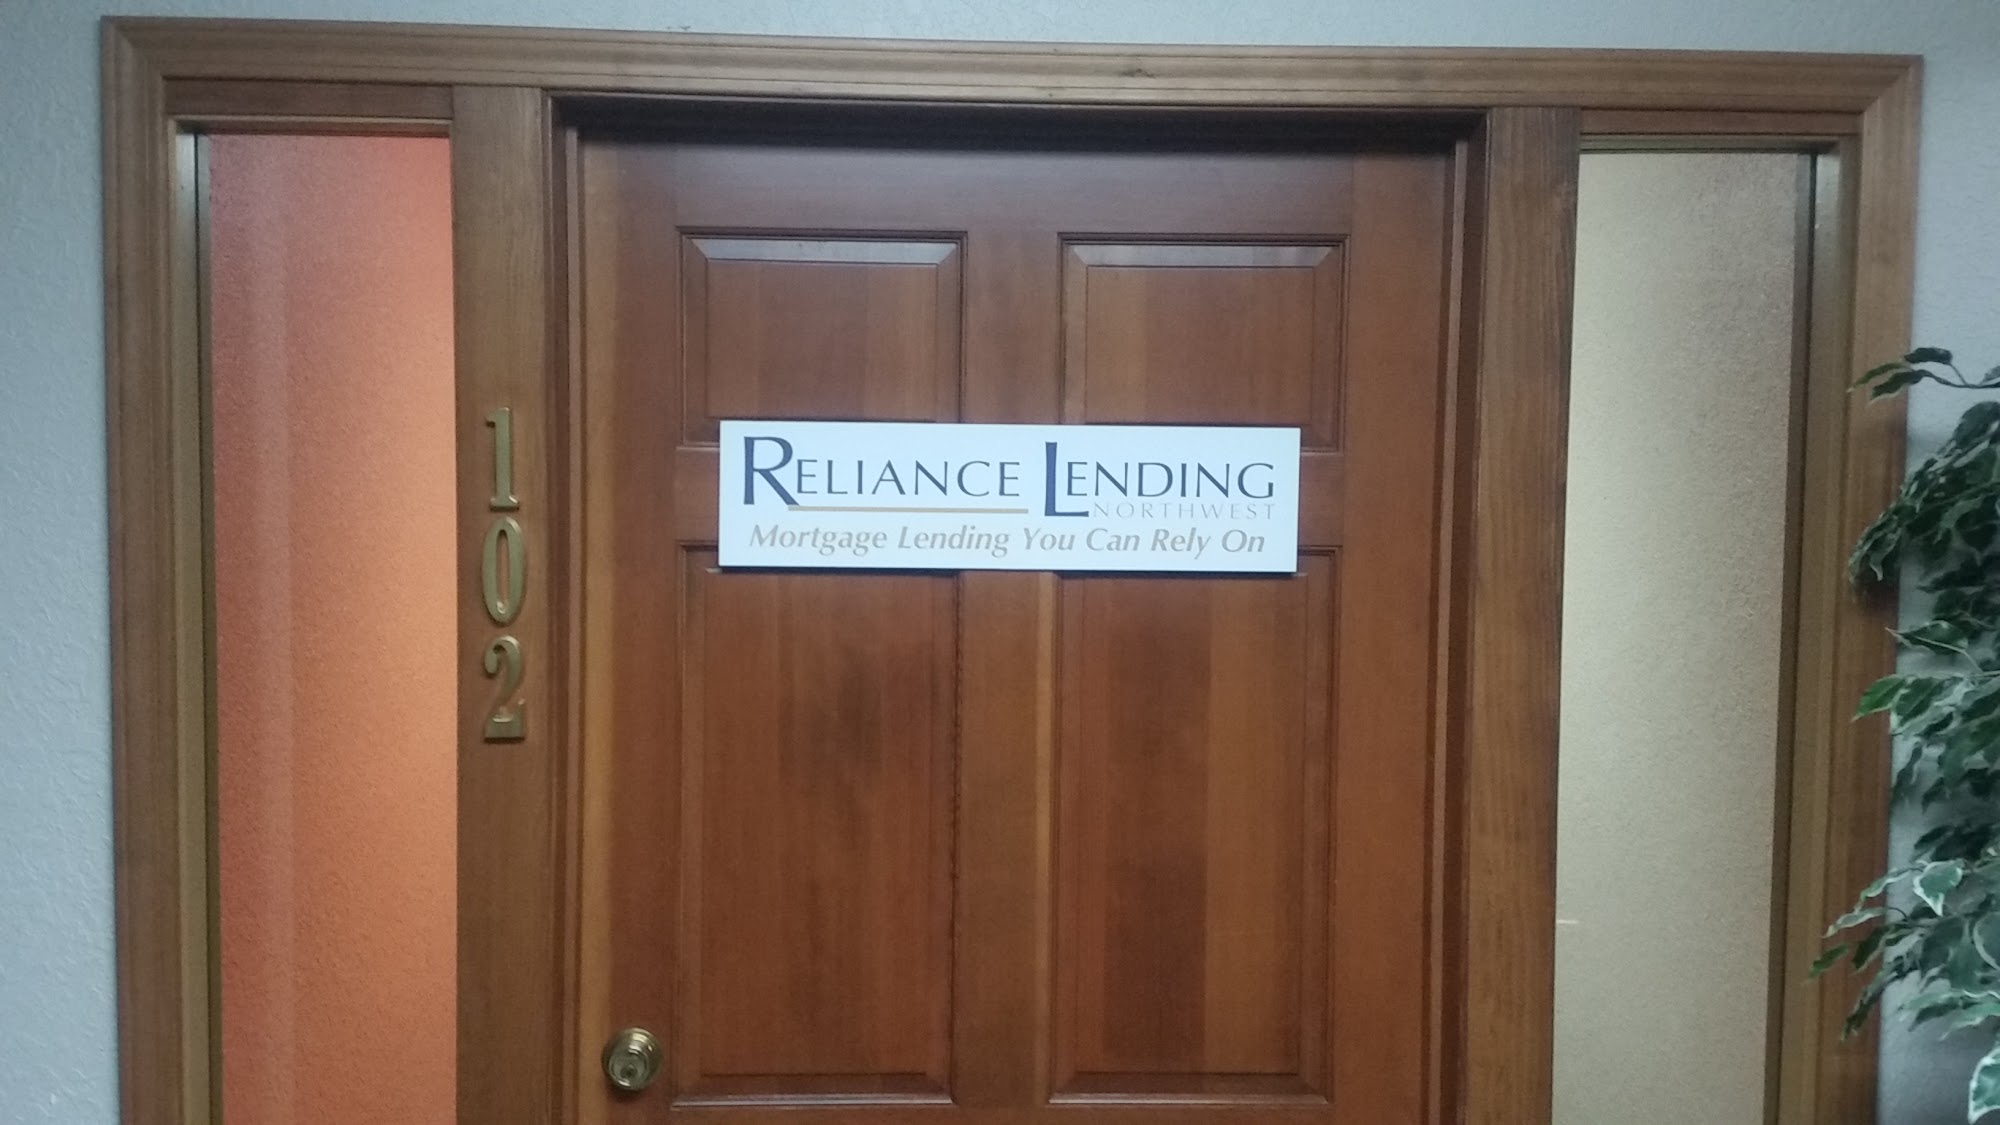 RELIANCE LENDING
NORTHWEST
Mortgage Lending You Can Rely On
102